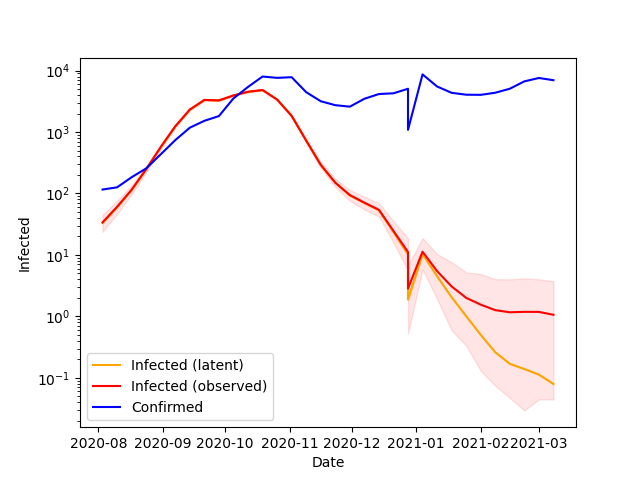 10^4
10^3
10^2
10^1
10^0
10^-1
Infected
Infected (latent)
Infected (observed)
Confirmed
2020-08 2020-09 2020-10 2020-11 2020-12 2021-01 2021-02 2021-03
Date